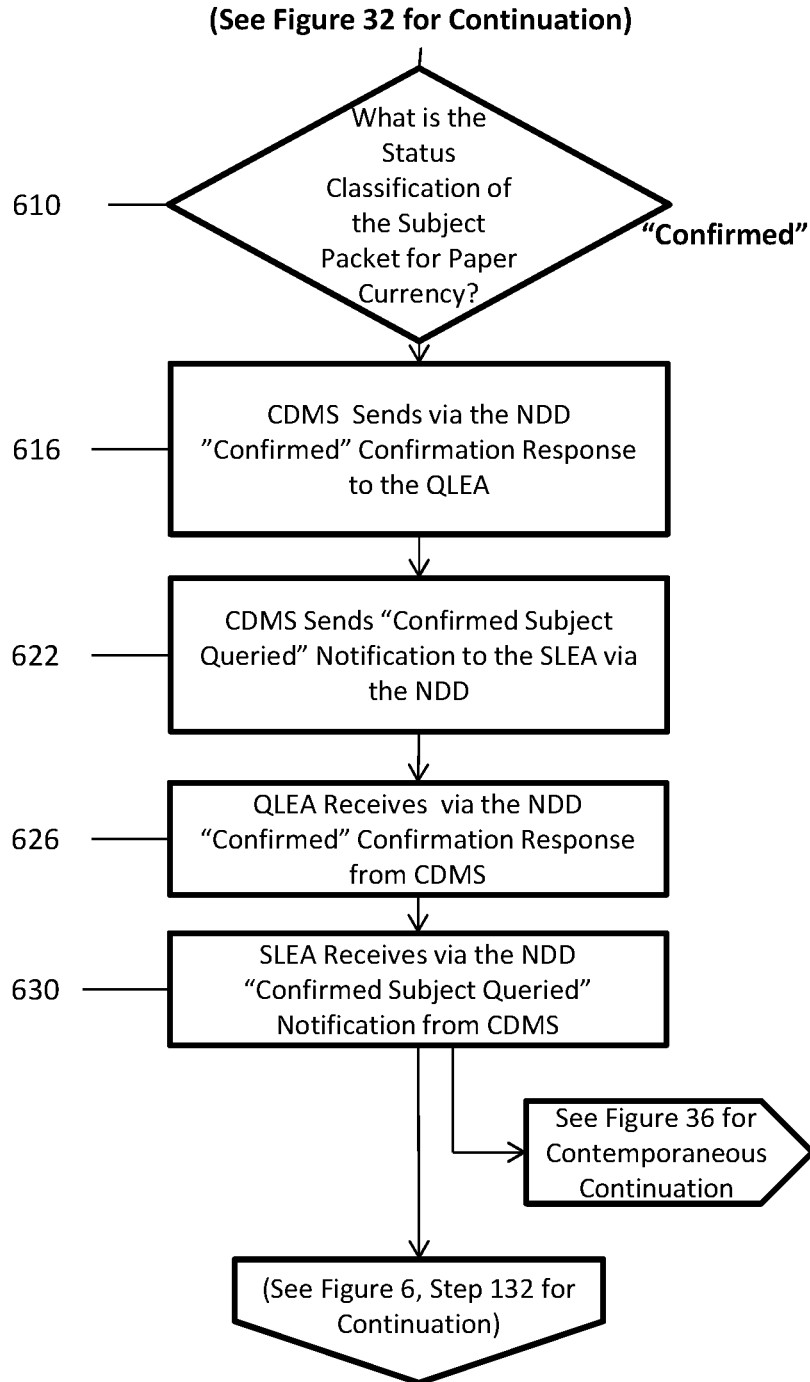 (See Figure 32 for Continuation)
What is the
Status
Classification of
the Subject
Packet for Paper
Currency?
610
“Confirmed”
CDMS Sends via the NDD
”Confirmed” Confirmation Response
to the QLEA
616
CDMS Sends “Confirmed Subject
Queried” Notification to the SLEA via
the NDD
622
QLEA Receives via the NDD
“Confirmed” Confirmation Response
from CDMS
626
SLEA Receives via the NDD
“Confirmed Subject Queried”
Notification from CDMS
630
See Figure 36 for
Contemporaneous
Continuation
(See Figure 6, Step 132 for
Continuation)